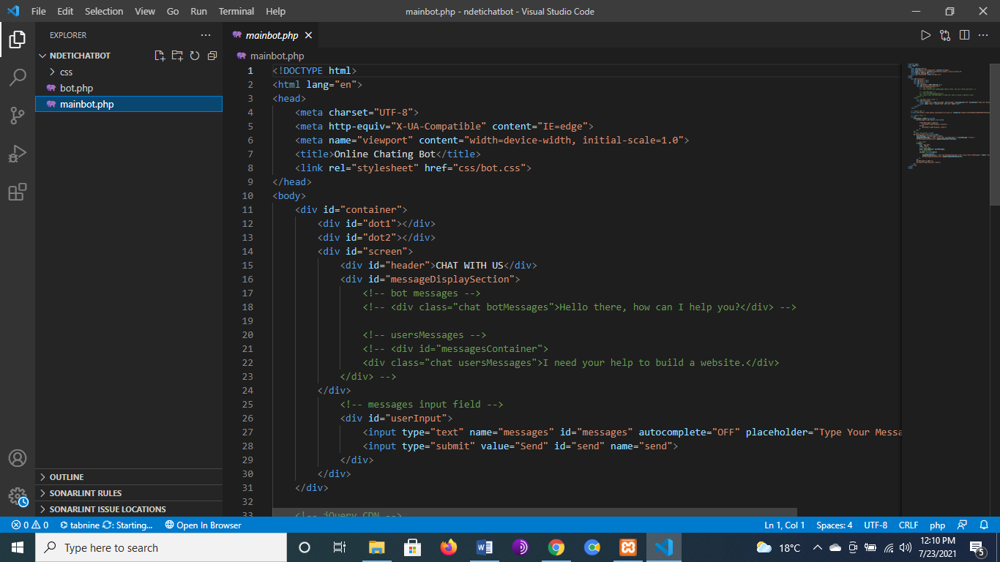 File Edit Selection View Go Run Terminal Help
mainbot.php - ndetichatbot - Visual Studio Code
EXPLORER
NDETICHATBOT
css
bot.php
mainbot.php
OUTLINE
SONARLINT RULES
SONARLINT ISSUE LOCATIONS
mainbot.php
mainbot.php
1 <!DOCTYPE html>
2 <html lang="en">
3 <head>
4 <meta charset="UTF-8">
5 <meta http-equiv="X-UA-Compatible" content="IE=edge">
6 <meta name="viewport" content="width=device-width, initial-scale=1.0">
7 <title>Online Chating Bot</title>
8 <link rel="stylesheet" href="css/bot.css">
9 </head>
10 <body>
11 <div id="container">
12 <div id="dot1"></div>
13 <div id="dot2"></div>
14 <div id="screen">
15 <div id="header">CHAT WITH US</div>
16 <div id="messageDisplaySection">
17 <!-- bot messages -->
18 <!-- <div class="chat botMessages">Hello there, how can I help you?</div> -->
19
20 <!-- usersMessages -->
21 <!-- <div id="messagesContainer">
22 <div class="chat usersMessages">I need your help to build a website.</div>
23 </div> -->
24 </div>
25 <!-- messages input field -->
26 <div id="userInput">
27 <input type="text" name="messages" id="messages" autocomplete="OFF" placeholder="Type Your Messa
28 <input type="submit" value="Send" id="send" name="send">
29 </div>
30 </div>
31 </div>
32
33 <!-- jQuery CDN -->
0 0 tabnine : Starting... Open In Browser
Ln 1, Col 1 Spaces: 4 UTF-8 CRLF php
Type here to search
18°C
12:10 PM
7/23/2021
5